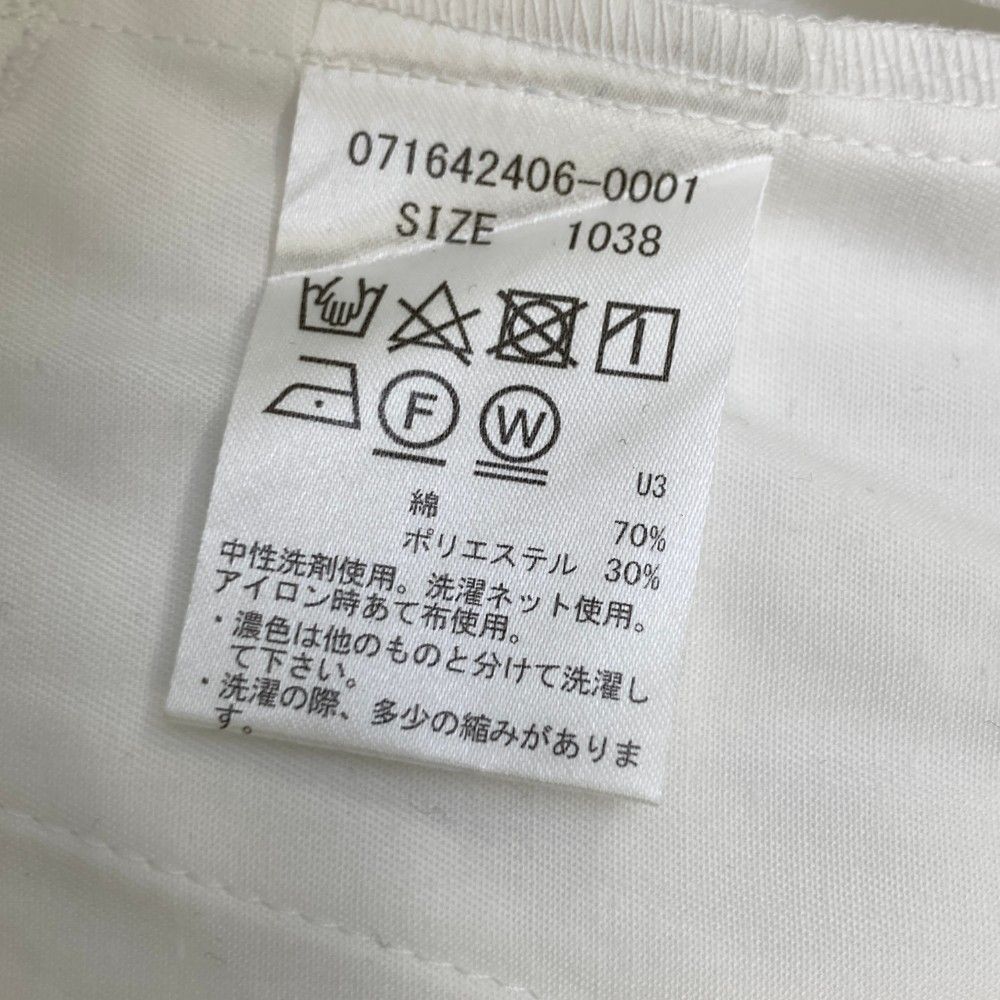 071642406-0001
SIZE 1038
F W
U3
綿 70%
ポリエステル 30%
中性洗剤使用。洗濯ネット使用。
アイロン時あて布使用。
・濃色は他のものと分けて洗濯し
て下さい。
・洗濯の際、多少の縮みがありま
す。